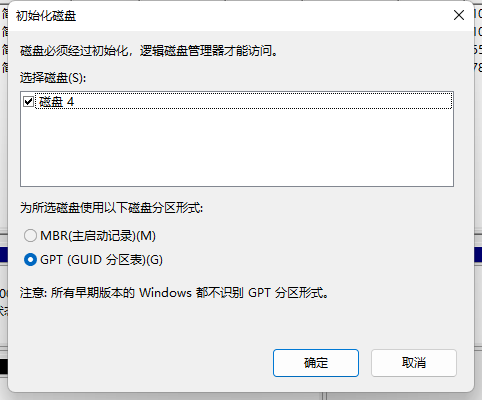 初始化磁盘
磁盘必须经过初始化，逻辑磁盘管理器才能访问。
选择磁盘(S):
磁盘 4
为所选磁盘使用以下磁盘分区形式:
MBR(主启动记录)(M)
GPT (GUID 分区表)(G)
注意: 所有早期版本的 Windows 都不识别 GPT 分区形式。
确定
取消